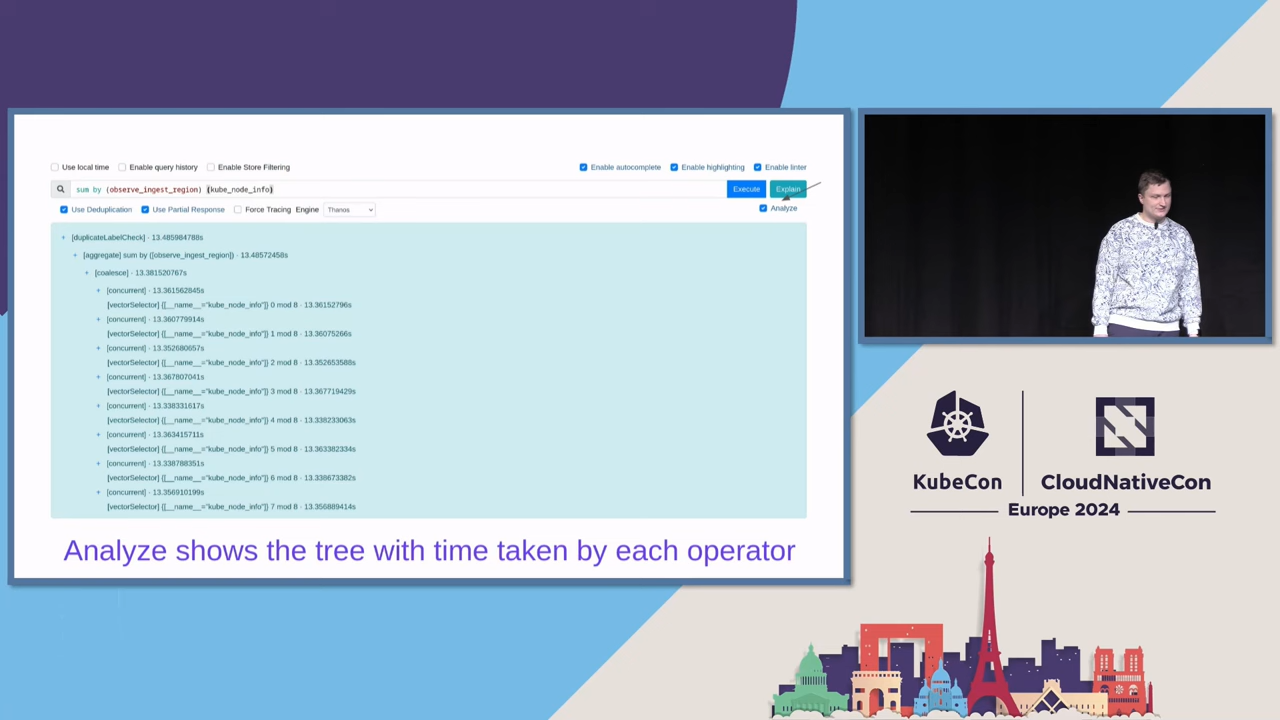 Use local time Enable query history Enable Store Filtering Enable autocomplete Enable highlighting Enable linter
sum by (observe_ingest_region) (kube_node_info) Execute Explain
Use Deduplication Use Partial Response Force Tracing Engine Thanos Analyze
[duplicateLabelCheck] · 13.485984788s
[aggregate] sum by ([observe_ingest_region]) · 13.48572458s
[coalesce] · 13.381520767s
[concurrent] · 13.361562845s
[vectorSelector] {[__name__="kube_node_info"]} 0 mod 8 · 13.36152796s
[concurrent] · 13.360779914s
[vectorSelector] {[__name__="kube_node_info"]} 1 mod 8 · 13.36075266s
[concurrent] · 13.352680657s
[vectorSelector] {[__name__="kube_node_info"]} 2 mod 8 · 13.352653588s
[concurrent] · 13.367807041s
[vectorSelector] {[__name__="kube_node_info"]} 3 mod 8 · 13.367719429s
[concurrent] · 13.338331617s
[vectorSelector] {[__name__="kube_node_info"]} 4 mod 8 · 13.338233063s
[concurrent] · 13.363415711s
[vectorSelector] {[__name__="kube_node_info"]} 5 mod 8 · 13.363382334s
[concurrent] · 13.338788351s
[vectorSelector] {[__name__="kube_node_info"]} 6 mod 8 · 13.338673382s
[concurrent] · 13.356910199s
[vectorSelector] {[__name__="kube_node_info"]} 7 mod 8 · 13.356889414s
Analyze shows the tree with time taken by each operator
KubeCon CloudNativeCon
Europe 2024